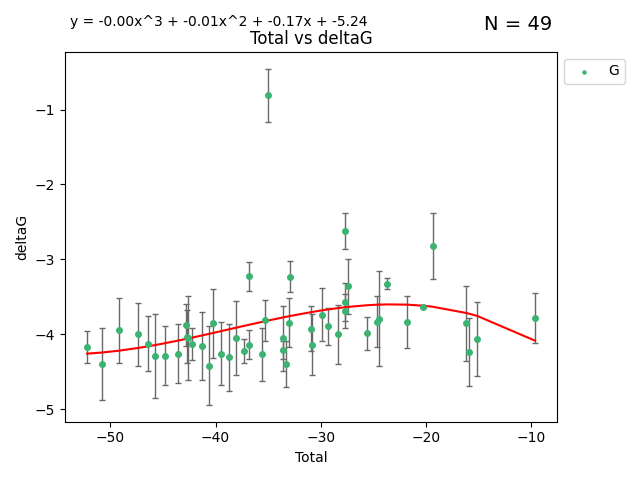 y = -0.00x^3 + -0.01x^2 + -0.17x + -5.24
N = 49
Total vs deltaG
G
−1
−2
−3
−4
−5
deltaG
−50 −40 −30 −20 −10
Total